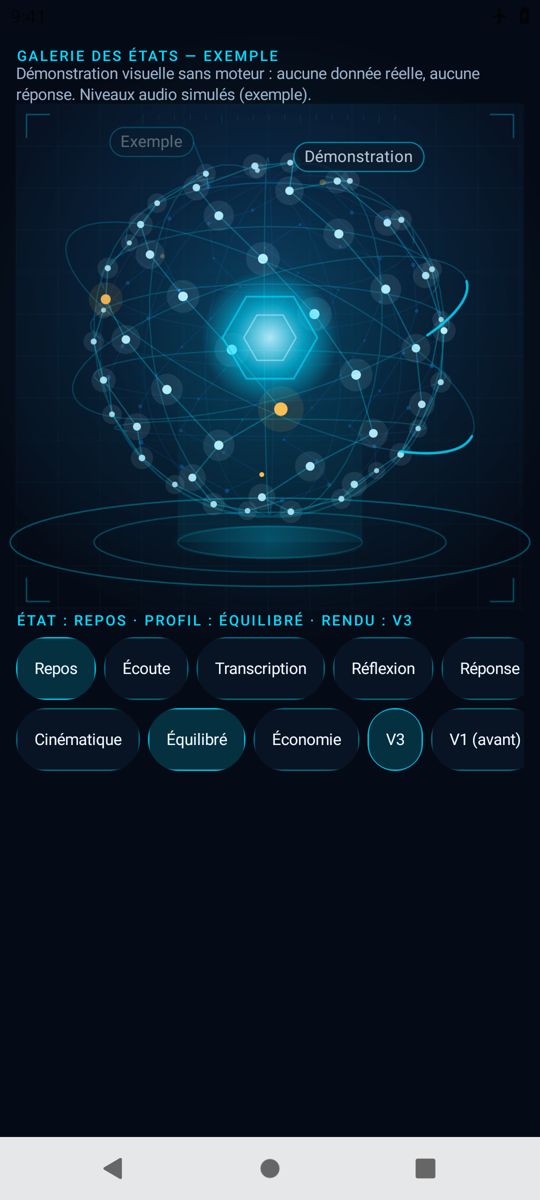 9:41
GALERIE DES ÉTATS — EXEMPLE
Démonstration visuelle sans moteur : aucune donnée réelle, aucune
réponse. Niveaux audio simulés (exemple).
Exemple
Démonstration
ÉTAT : REPOS · PROFIL : ÉQUILIBRÉ · RENDU : V3
Repos Écoute Transcription Réflexion Réponse
Cinématique Équilibré Économie V3 V1 (avant)